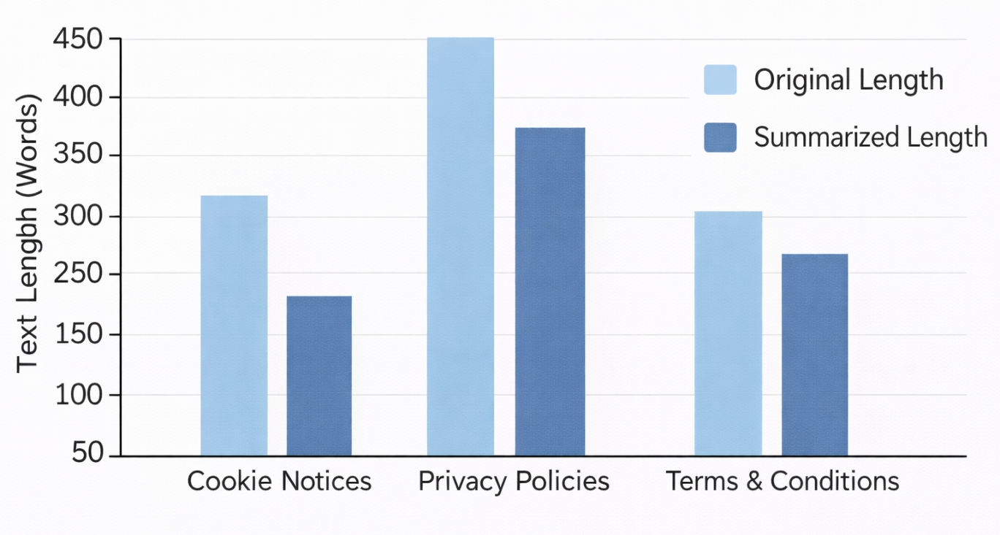 450
400
350
300
250
150
100
50
Text Lengbh (Words)
Original Length
Summarized Length
Cookie Notices
Privacy Policies
Terms & Conditions